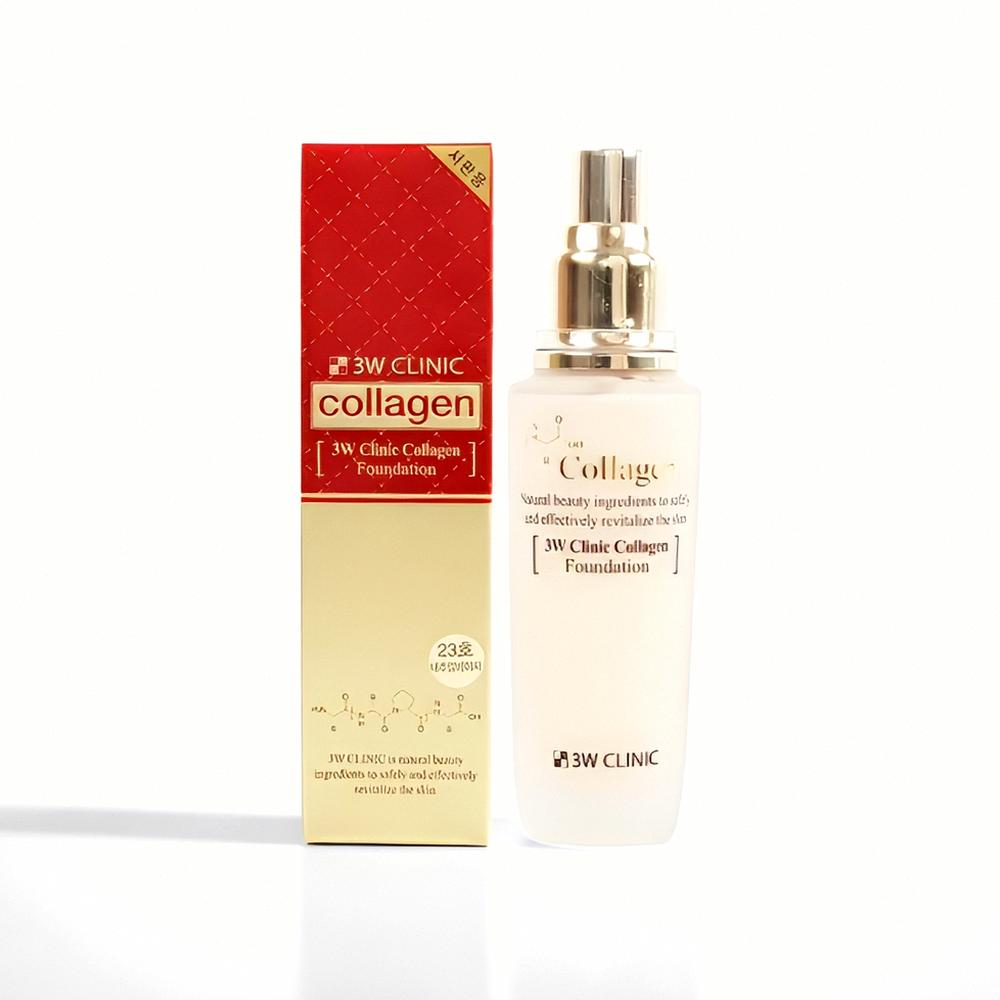 시판용
3W CLINIC
collagen
[ 3W Clinic Collagen
Foundation ]
23호
3W CLINIC is natural beauty
ingredients to safely and effectively
revitalize the skin
Collagen
Natural beauty ingredients to safely
and effectively revitalize the skin
[ 3W Clinic Collagen
Foundation ]
3W CLINIC